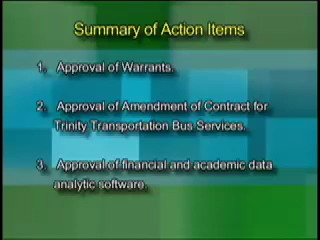 Summary of Action Items
1. Approval of Warrants.
2. Approval of Amendment of Contract for
Trinity Transportation Bus Services.
3. Approval of financial and academic data
analytic software.